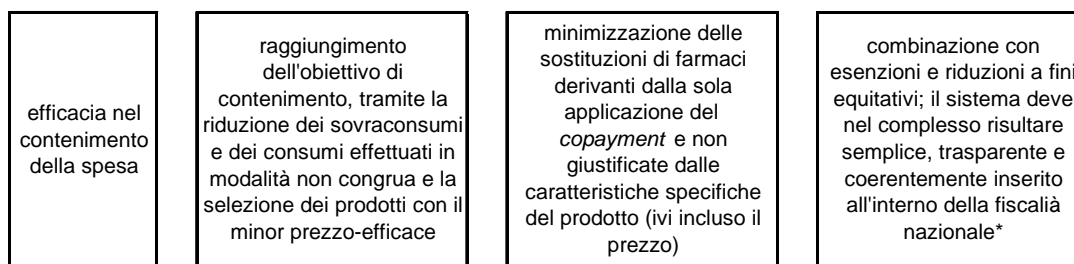 efficacia nel
contenimento
della spesa
raggiungimento
dell'obiettivo di
contenimento, tramite la
riduzione dei sovraconsumi
e dei consumi effettuati in
modalità non congrua e la
selezione dei prodotti con il
minor prezzo-efficace
minimizzazione delle
sostituzioni di farmaci
derivanti dalla sola
applicazione del
copayment e non
giustificate dalle
caratteristiche specifiche
del prodotto (ivi incluso il
prezzo)
combinazione con
esenzioni e riduzioni a fini
equitativi; il sistema deve
nel complesso risultare
semplice, trasparente e
coerentemente inserito
all'interno della fiscalià
nazionale*